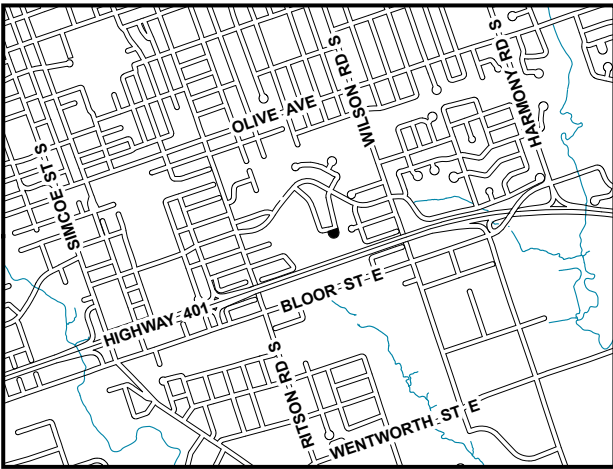 OLIVE AVE
WILSON RD S
HARMONY RD S
SIMCOE ST S
HIGHWAY 401
BLOOR ST E
RITSON RD S
WENTWORTH ST E